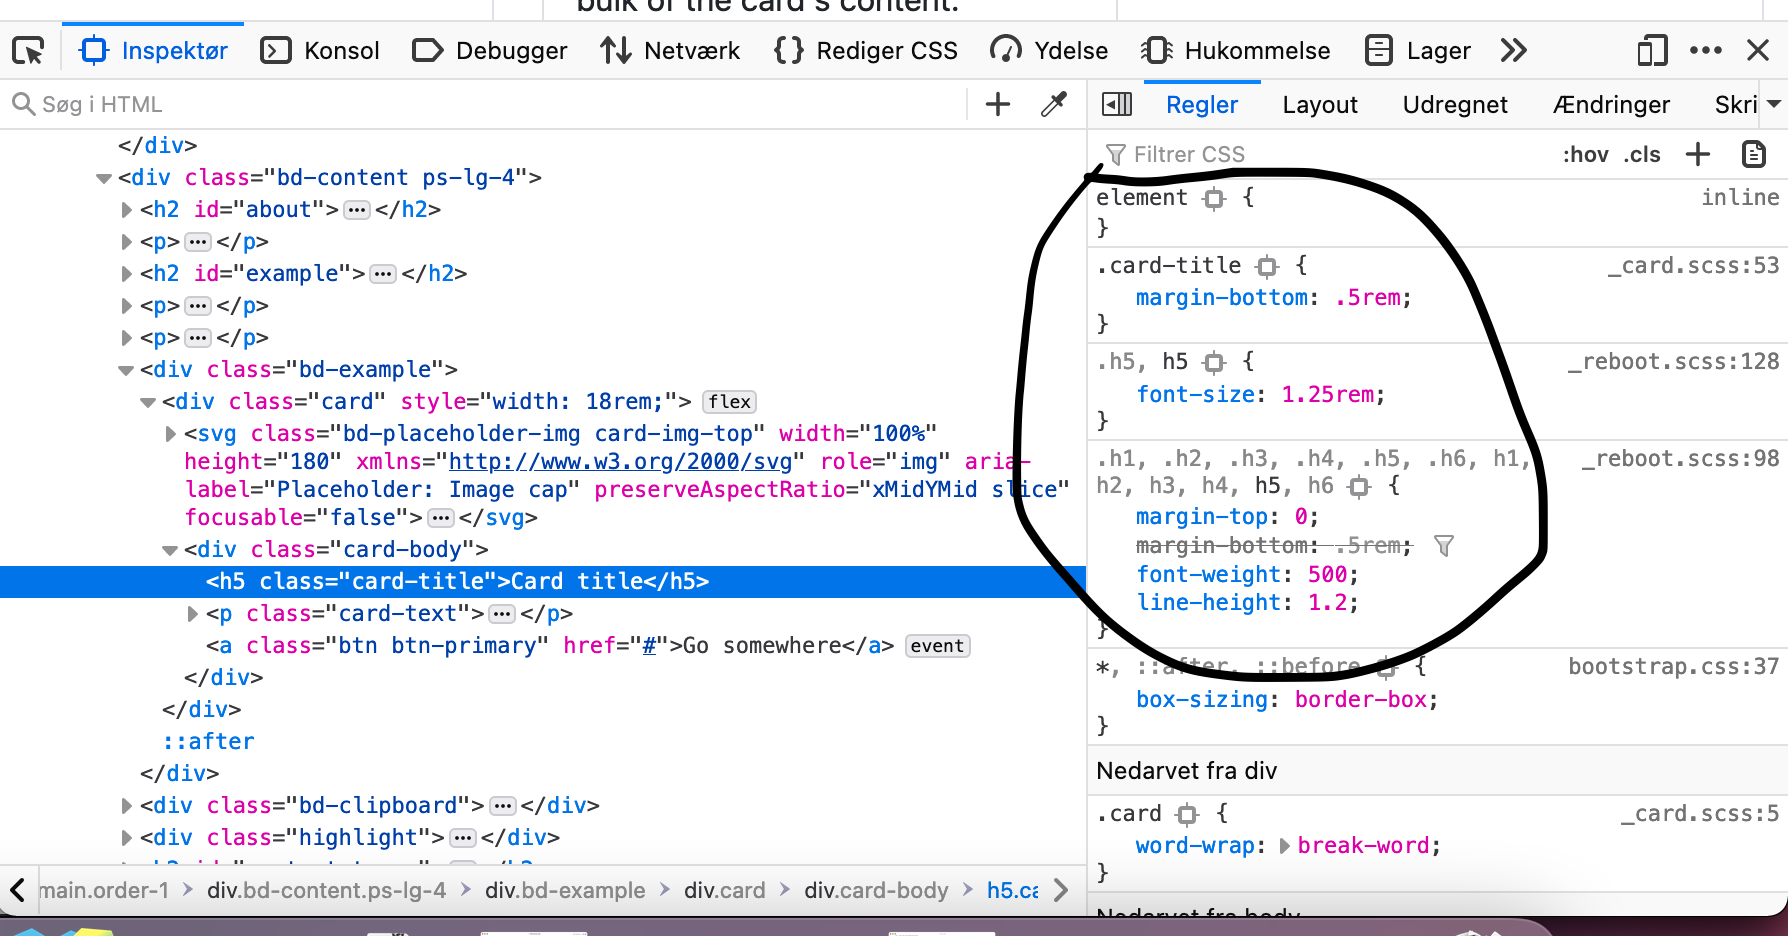 bulk of the card's content.
Inspektør Konsol Debugger Netværk Rediger CSS Ydelse Hukommelse Lager
Søg i HTML
</div>
<div class="bd-content ps-lg-4">
<h2 id="about"> ••• </h2>
<p> ••• </p>
<h2 id="example"> ••• </h2>
<p> ••• </p>
<p> ••• </p>
<div class="bd-example">
<div class="card" style="width: 18rem;"> flex
<svg class="bd-placeholder-img card-img-top" width="100%"
height="180" xmlns="http://www.w3.org/2000/svg" role="img" aria-
label="Placeholder: Image cap" preserveAspectRatio="xMidYMid slice"
focusable="false"> ••• </svg>
<div class="card-body">
<h5 class="card-title">Card title</h5>
<p class="card-text"> ••• </p>
<a class="btn btn-primary" href="#">Go somewhere</a> event
</div>
</div>
::after
</div>
<div class="bd-clipboard"> ••• </div>
<div class="highlight"> ••• </div>
main.order-1 > div.bd-content.ps-lg-4 > div.bd-example > div.card > div.card-body > h5.ca
Regler Layout Udregnet Ændringer Skri
Filtrer CSS :hov .cls +
element { inline
}
.card-title { _card.scss:53
margin-bottom: .5rem;
}
.h5, h5 { _reboot.scss:128
font-size: 1.25rem;
}
.h1, .h2, .h3, .h4, .h5, .h6, h1, _reboot.scss:98
h2, h3, h4, h5, h6 {
margin-top: 0;
margin-bottom: .5rem;
font-weight: 500;
line-height: 1.2;
}
*, ::after, ::before { bootstrap.css:37
box-sizing: border-box;
}
Nedarvet fra div
.card { _card.scss:5
word-wrap: break-word;
}
Nedarvet fra body